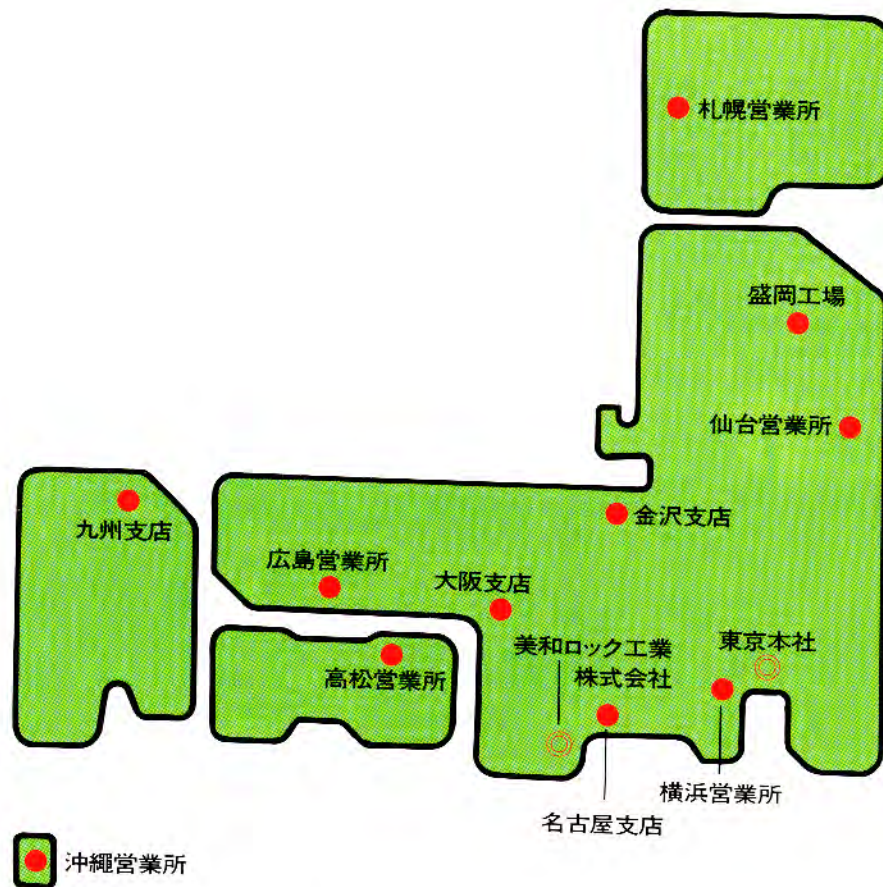 札幌営業所
盛岡工場
仙台営業所
金沢支店
九州支店
広島営業所
大阪支店
高松営業所
美和ロック工業
株式会社
東京本社
横浜営業所
名古屋支店
沖縄営業所